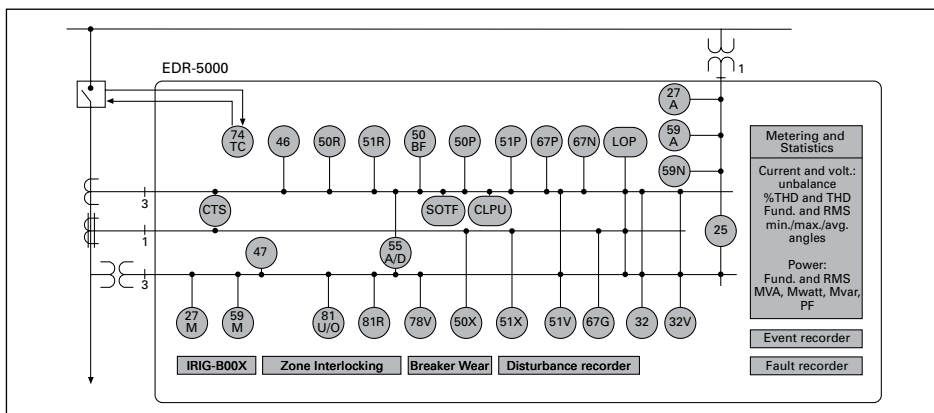 EDR-5000
1
27
A
59
A
59N
74
TC
46
50R
51R
50
BF
50P
51P
67P
67N
LOP
3
CTS
SOTF
CLPU
1
47
55
A/D
25
3
27
M
59
M
81
U/O
81R
78V
50X
51X
51V
67G
32
32V
IRIG-B00X
Zone Interlocking
Breaker Wear
Disturbance recorder
Metering and
Statistics
Current and volt.:
unbalance
%THD and THD
Fund. and RMS
min./max./avg.
angles
Power:
Fund. and RMS
MVA, Mwatt, Mvar,
PF
Event recorder
Fault recorder